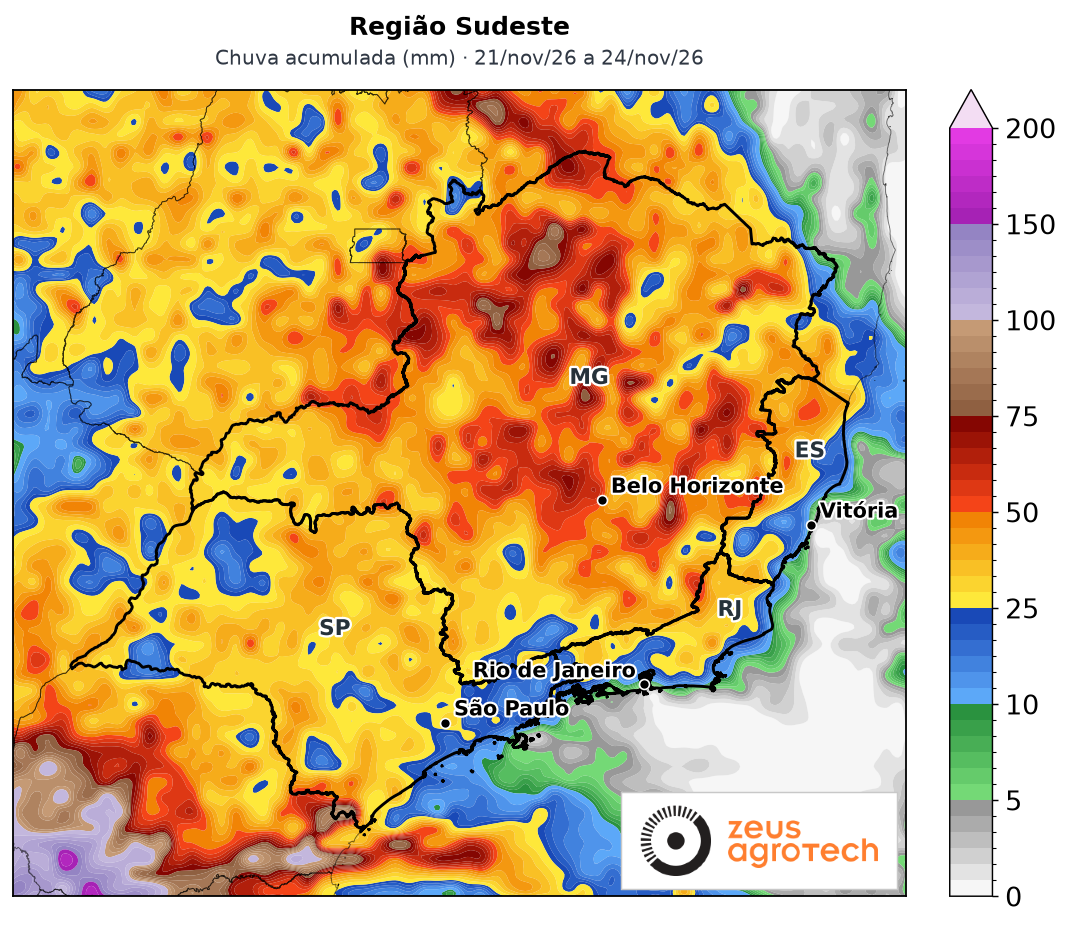 Região Sudeste
Chuva acumulada (mm) · 21/nov/26 a 24/nov/26
200
150
100
75
50
25
10
5
0
MG
ES
Belo Horizonte
Vitória
RJ
SP
Rio de Janeiro
São Paulo
zeus
agrotech